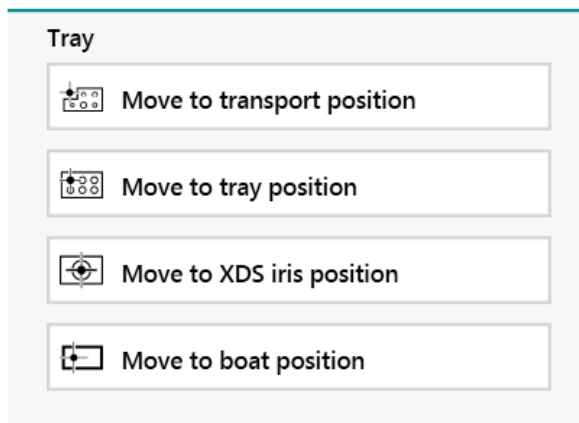 Tray
Move to transport position
Move to tray position
Move to XDS iris position
Move to boat position